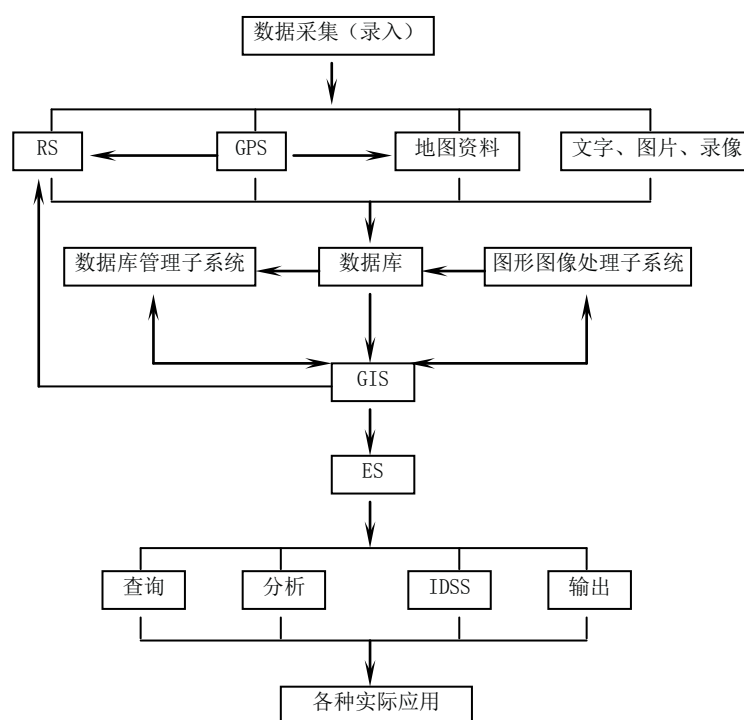 数据采集（录入）
RS
GPS
地图资料
文字、图片、录像
数据库管理子系统
数据库
图形图像处理子系统
GIS
ES
查询
分析
IDSS
输出
各种实际应用